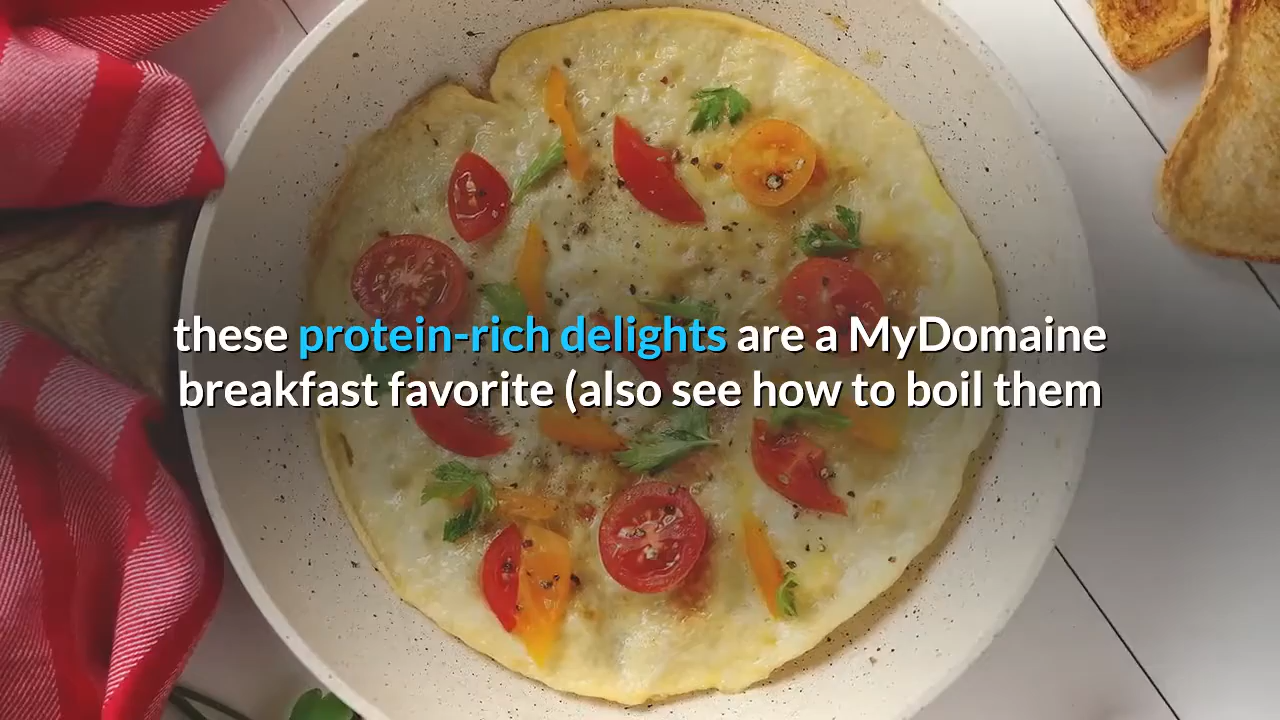 these protein-rich delights are a MyDomaine
breakfast favorite (also see how to boil them